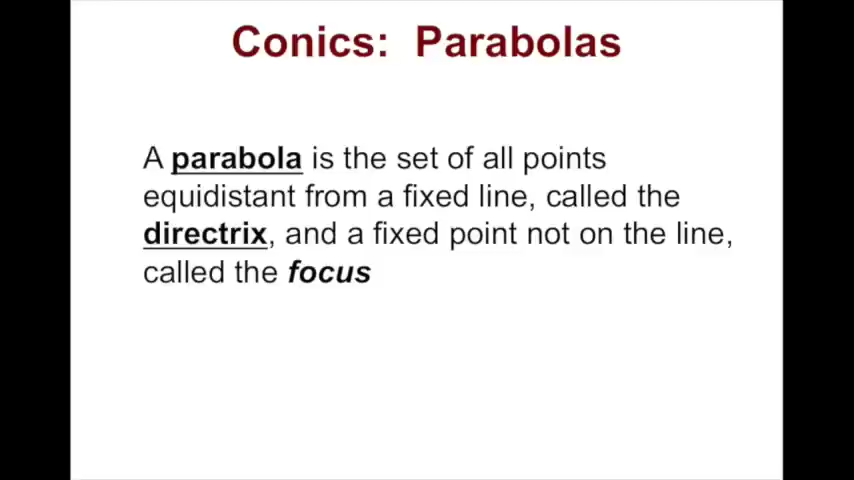 Conics: Parabolas
A parabola is the set of all points
equidistant from a fixed line, called the
directrix, and a fixed point not on the line,
called the focus